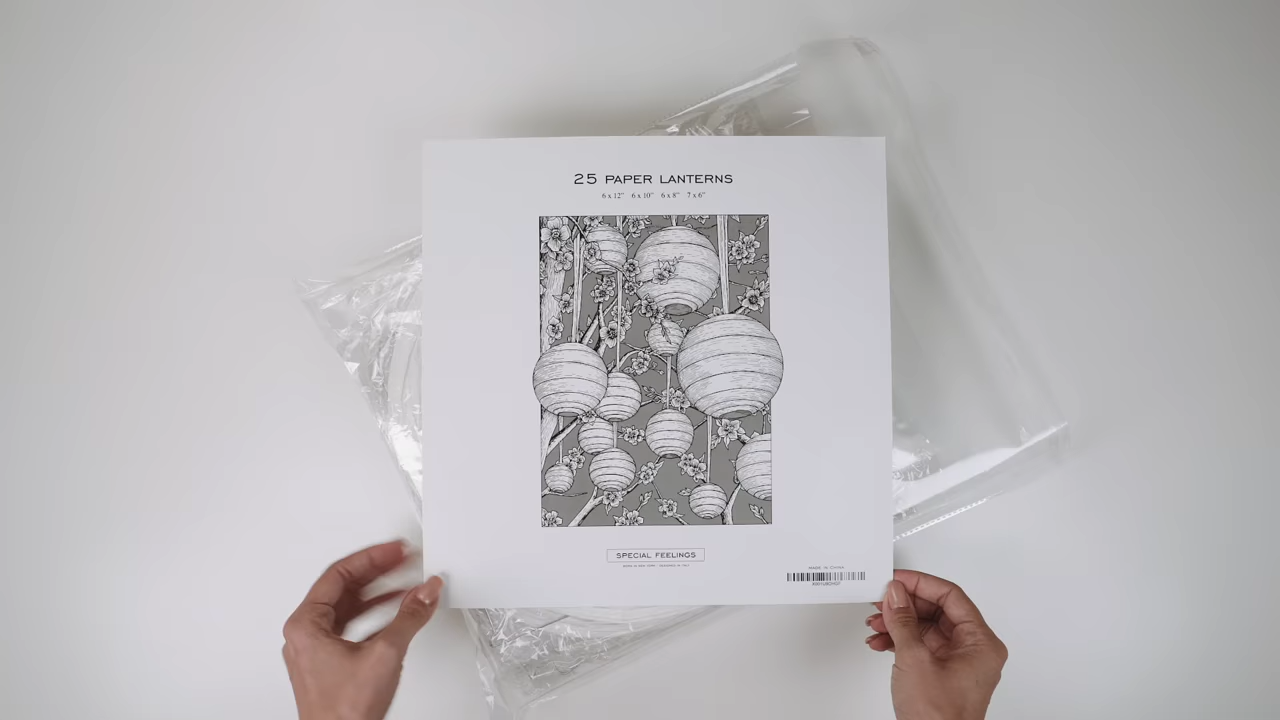 25 PAPER LANTERNS
6 x 12" 6 x 10" 6 x 8" 7 x 6"
SPECIAL FEELINGS
MADE IN CHINA